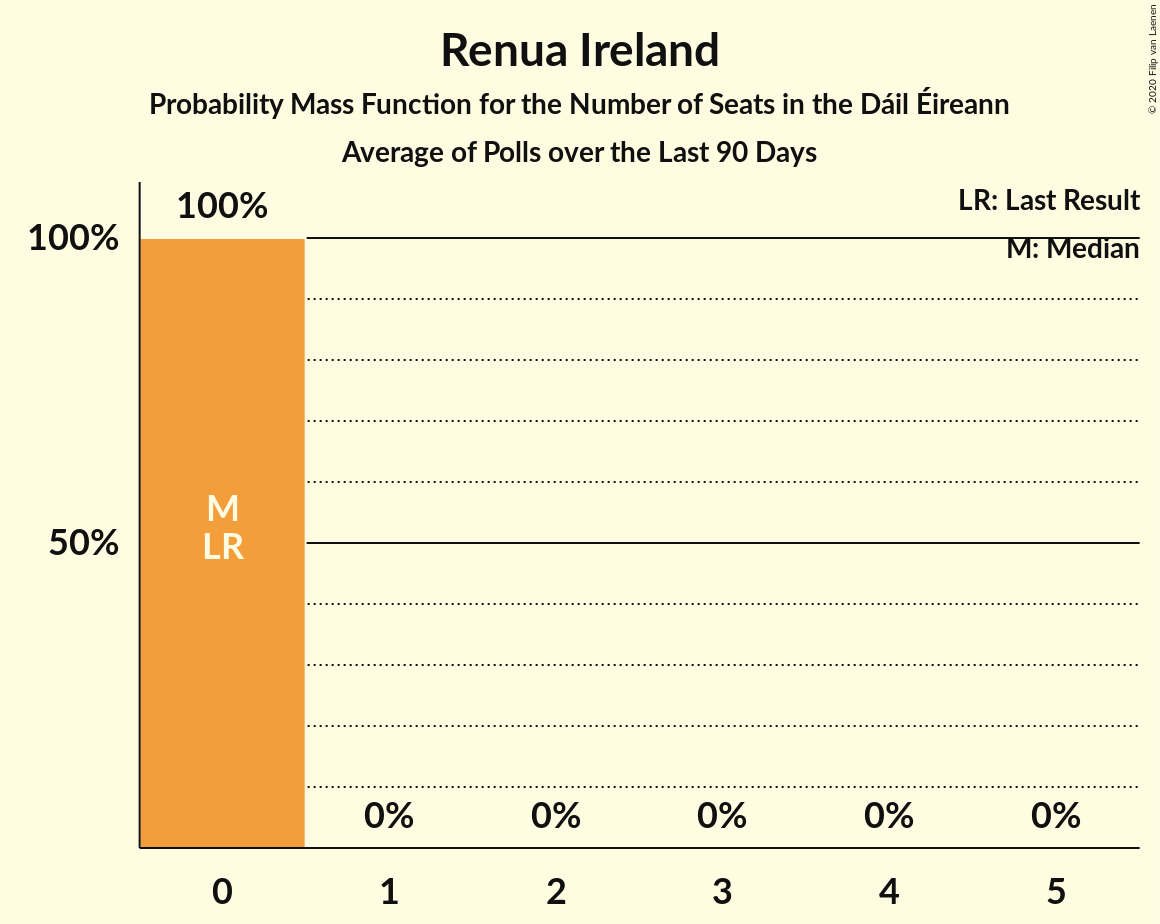 Renua Ireland
Probability Mass Function for the Number of Seats in the Dáil Éireann
Average of Polls over the Last 90 Days
© 2020 Filip van Laenen
LR: Last Result
M: Median
100%
100%
50%
M
LR
0% 0% 0% 0% 0%
0 1 2 3 4 5